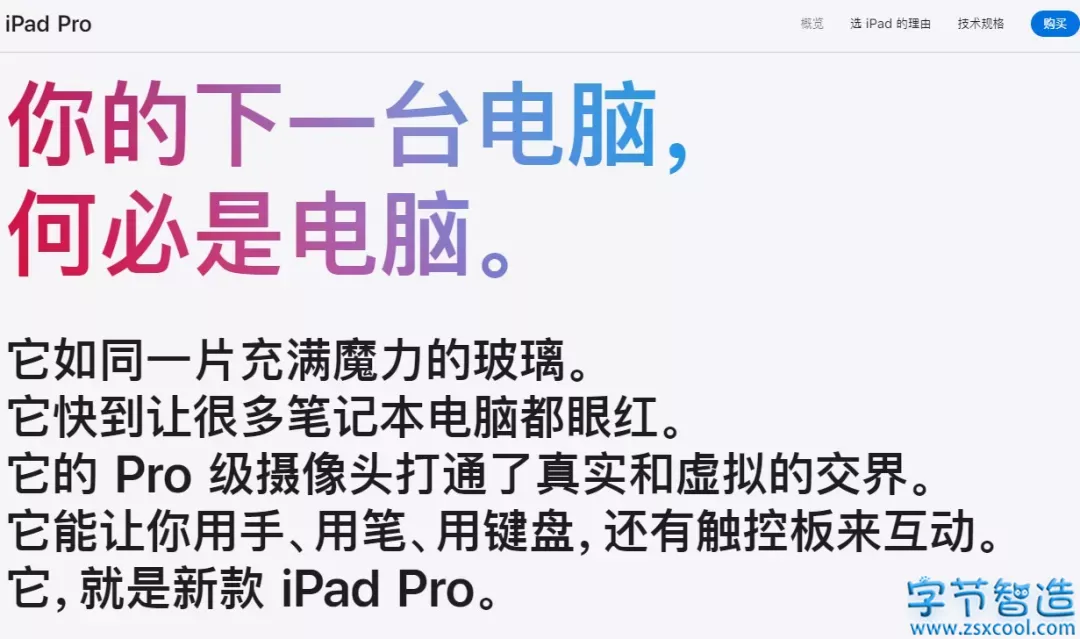 iPad Pro
概览 选 iPad 的理由 技术规格 购买
你的下一台电脑，
何必是电脑。
它如同一片充满魔力的玻璃。
它快到让很多笔记本电脑都眼红。
它的 Pro 级摄像头打通了真实和虚拟的交界。
它能让你用手、用笔、用键盘，还有触控板来互动。
它，就是新款 iPad Pro。
字节智造
www.zsxcool.com